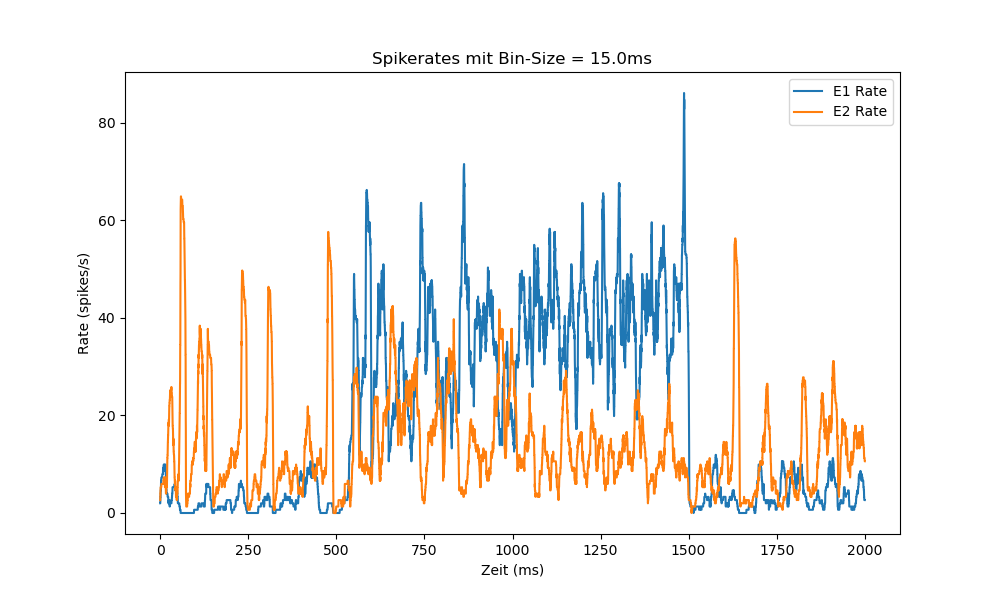 Spikerates mit Bin-Size = 15.0ms
E1 Rate
E2 Rate
Rate (spikes/s)
80
60
40
20
0
0 250 500 750 1000 1250 1500 1750 2000
Zeit (ms)